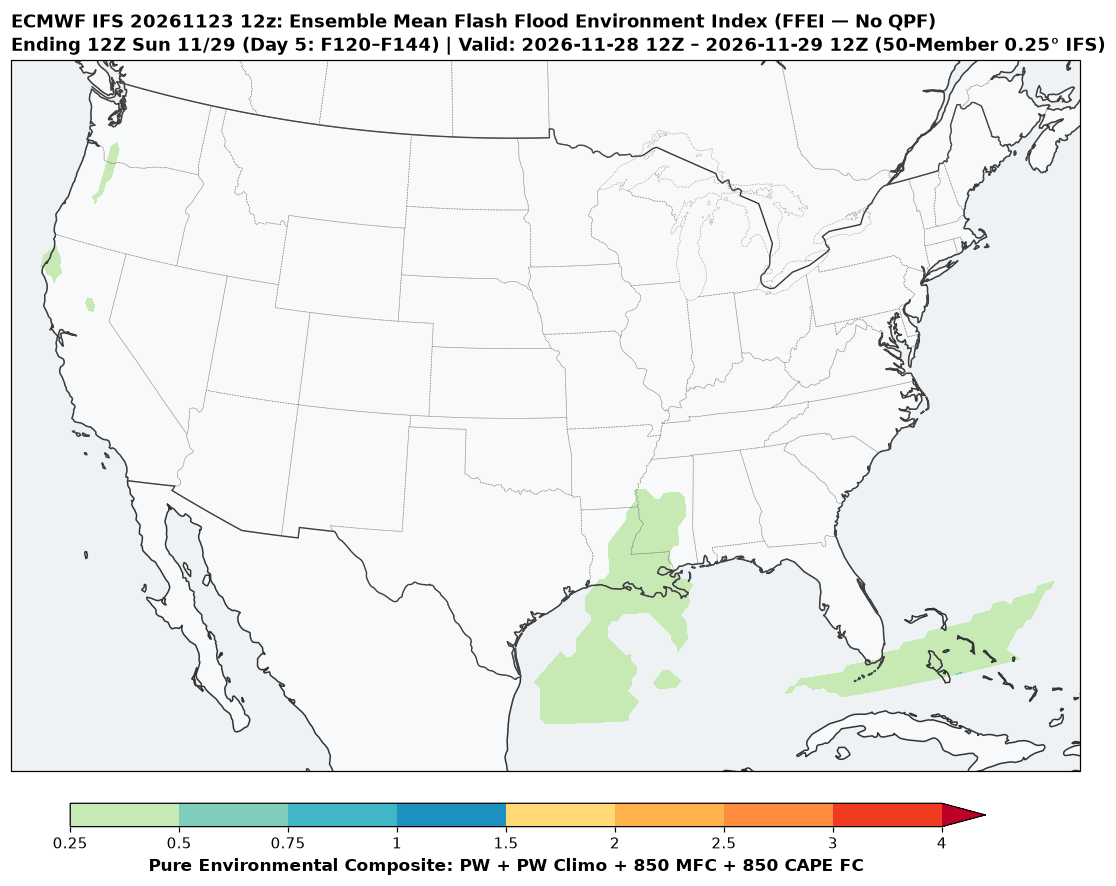 ECMWF IFS 20261123 12z: Ensemble Mean Flash Flood Environment Index (FFEI — No QPF)
Ending 12Z Sun 11/29 (Day 5: F120–F144) | Valid: 2026-11-28 12Z – 2026-11-29 12Z (50-Member 0.25° IFS)
0.25 0.5 0.75 1 1.5 2 2.5 3 4
Pure Environmental Composite: PW + PW Climo + 850 MFC + 850 CAPE FC